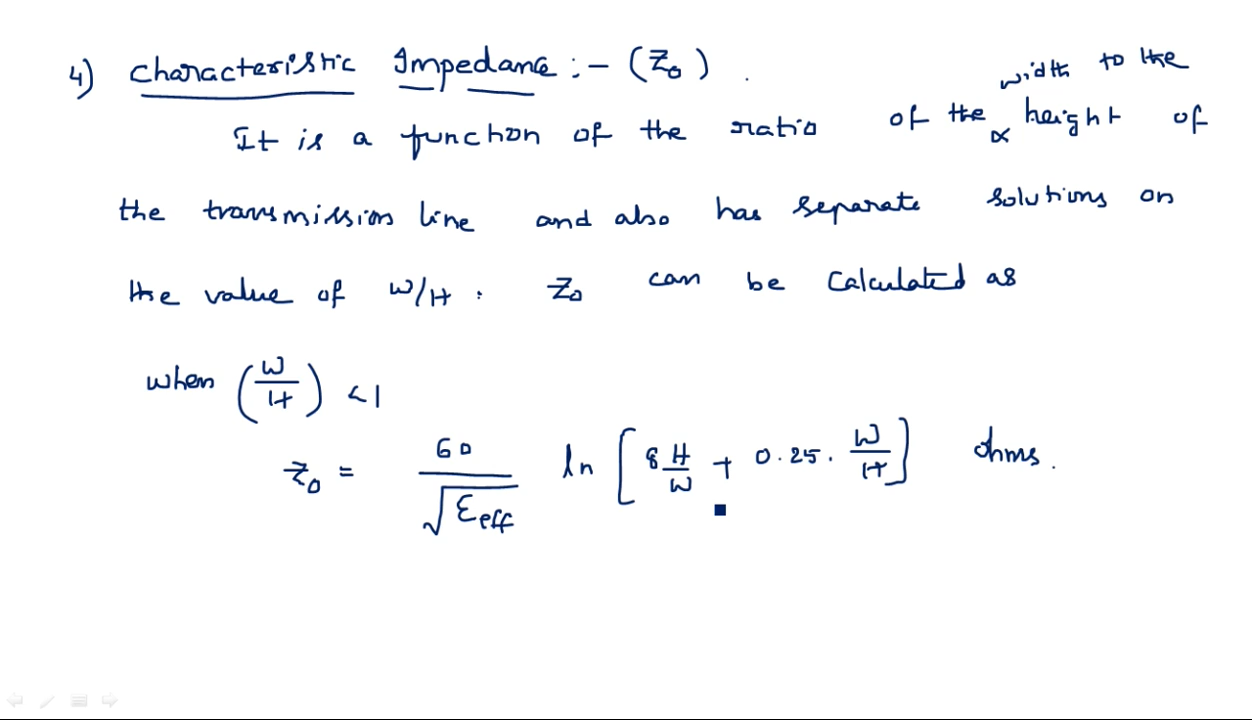 4) Characteristic Impedance :- (Z₀) .
It is a function of the ratio of the width to the height of
the transmission line and also has separate solutions on
the value of W/H . Z₀ can be calculated as
when (W/H) < 1
Z₀ = 60/√Ɛeff ln [8 H/W + 0.25 . W/H] ohms .